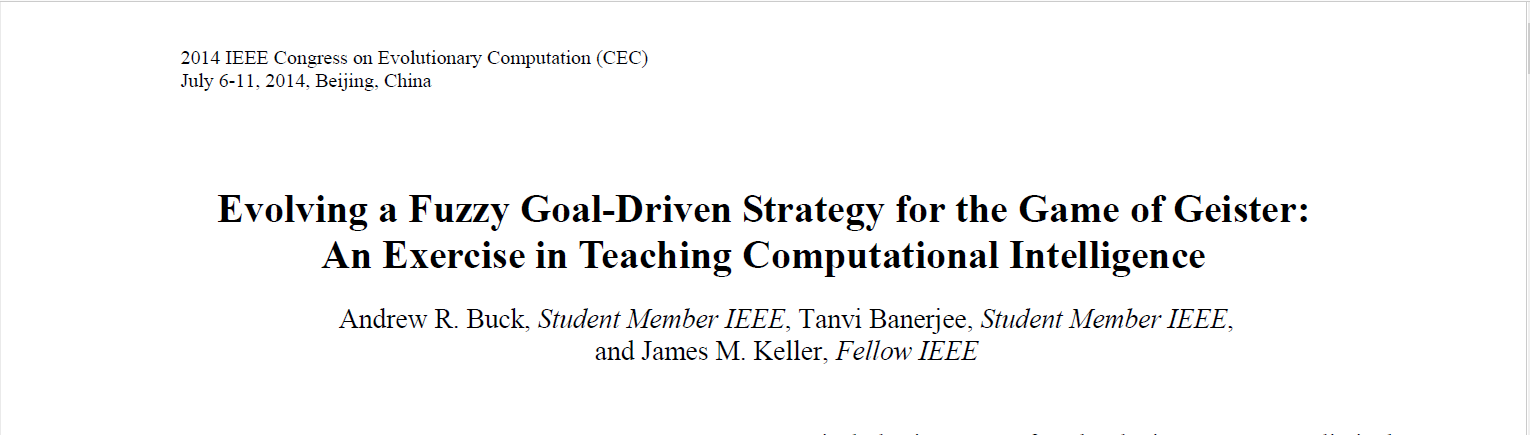 2014 IEEE Congress on Evolutionary Computation (CEC)
July 6-11, 2014, Beijing, China
Evolving a Fuzzy Goal-Driven Strategy for the Game of Geister:
An Exercise in Teaching Computational Intelligence
Andrew R. Buck, Student Member IEEE, Tanvi Banerjee, Student Member IEEE,
and James M. Keller, Fellow IEEE